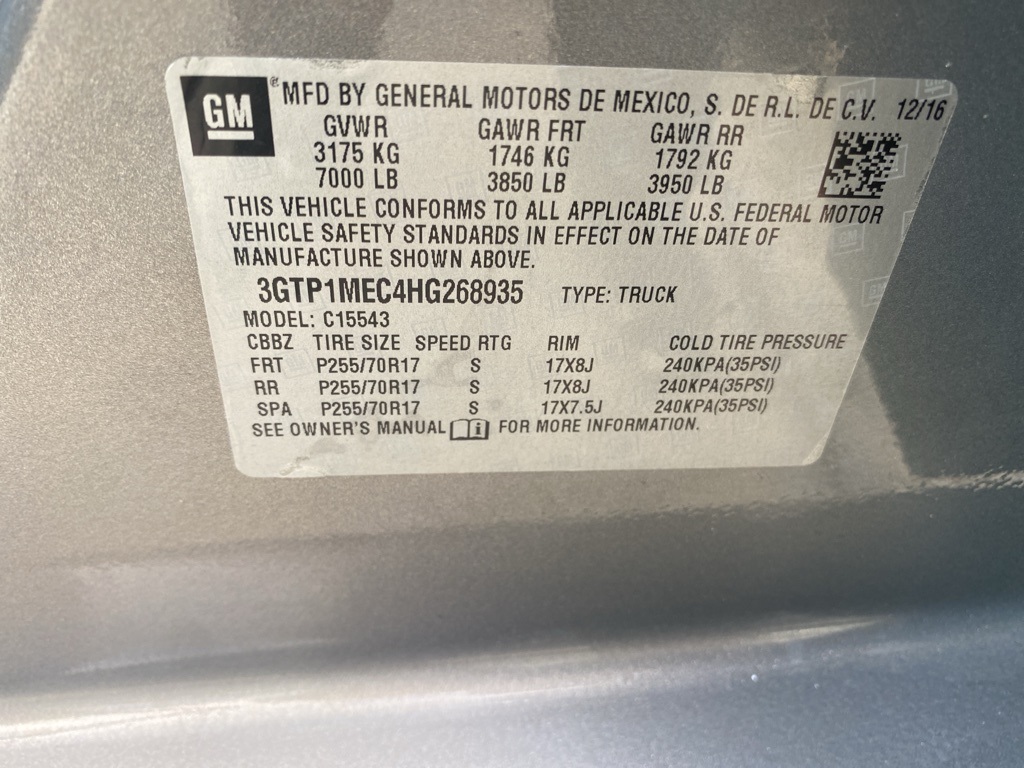 GM ® MFD BY GENERAL MOTORS DE MEXICO, S. DE R.L. DE C.V. 12/16
GVWR GAWR FRT GAWR RR
3175 KG 1746 KG 1792 KG
7000 LB 3850 LB 3950 LB
THIS VEHICLE CONFORMS TO ALL APPLICABLE U.S. FEDERAL MOTOR
VEHICLE SAFETY STANDARDS IN EFFECT ON THE DATE OF
MANUFACTURE SHOWN ABOVE.
3GTP1MEC4HG268935 TYPE: TRUCK
MODEL: C15543
CBBZ TIRE SIZE SPEED RTG RIM COLD TIRE PRESSURE
FRT P255/70R17 S 17X8J 240KPA(35PSI)
RR P255/70R17 S 17X8J 240KPA(35PSI)
SPA P255/70R17 S 17X7.5J 240KPA(35PSI)
SEE OWNER'S MANUAL i FOR MORE INFORMATION.